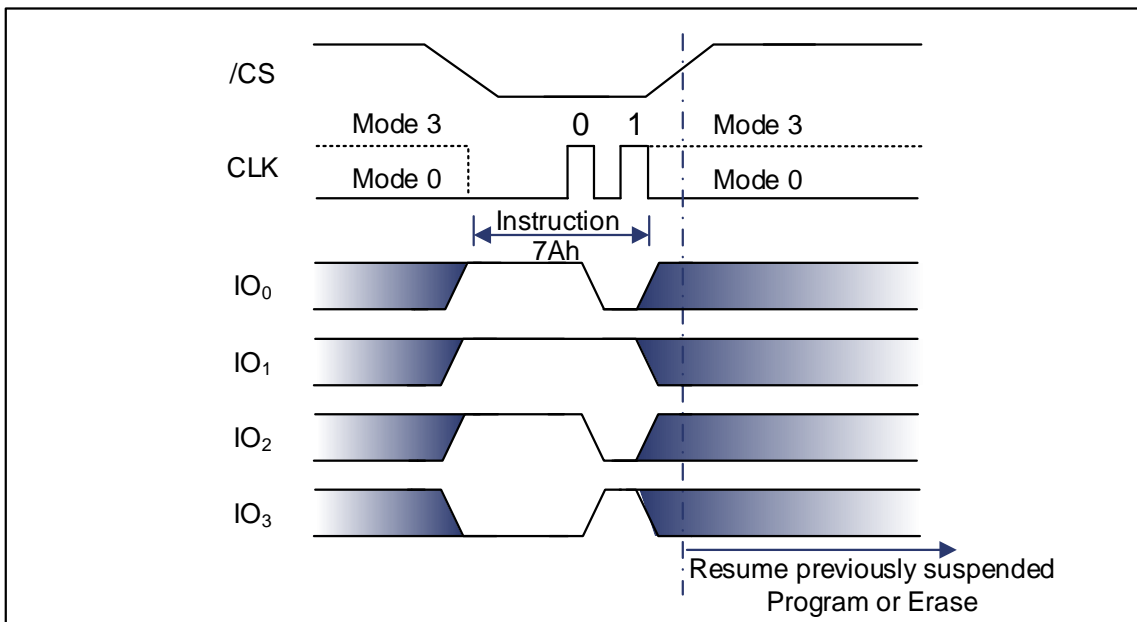 /CS
Mode 3 0 1 Mode 3
CLK
Mode 0 Mode 0
Instruction
7Ah
IO₀
IO₁
IO₂
IO₃
Resume previously suspended
Program or Erase